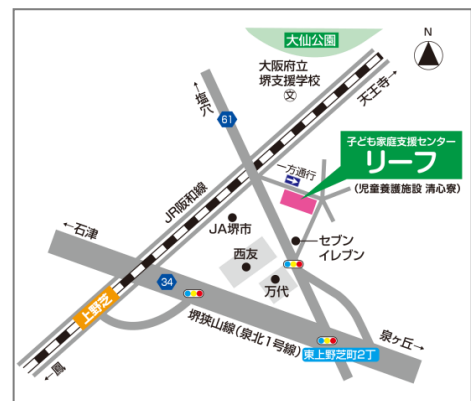 大仙公園
N
大阪府立
堺支援学校
文
←塩穴
天王寺→
61
子ども家庭支援センター
リーフ
(児童養護施設 清心寮)
一方通行
JR阪和線
JA堺市
セブン
イレブン
←石津
西友
万代
34
上野芝
堺狭山線(泉北1号線)
泉ヶ丘→
東上野芝町2丁
←鳳